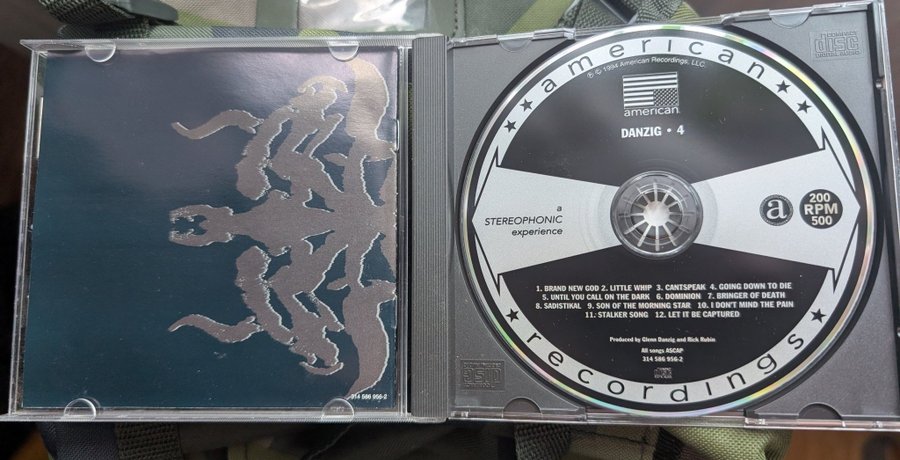 american
℗ © 1994 American Recordings, LLC.
american
DANZIG • 4
a
STEREOPHONIC
experience
a
200
RPM
500
1. BRAND NEW GOD 2. LITTLE WHIP 3. CANTSPEAK 4. GOING DOWN TO DIE
5. UNTIL YOU CALL ON THE DARK 6. DOMINION 7. BRINGER OF DEATH
8. SADISTIKAL 9. SON OF THE MORNING STAR 10. I DON'T MIND THE PAIN
11. STALKER SONG 12. LET IT BE CAPTURED
Produced by Glenn Danzig and Rick Rubin
All songs ASCAP
314 586 956-2
recordings
314 586 956-2
COMPACT
disc
DIGITAL AUDIO